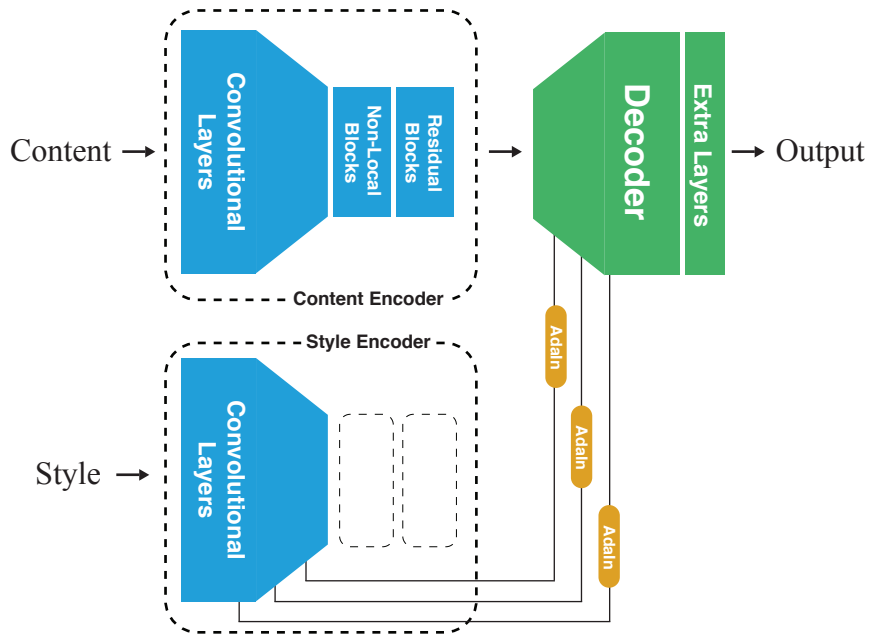 Content
Convolutional
Layers
Non-Local
Blocks
Residual
Blocks
Content Encoder
Decoder
Extra Layers
Output
Style Encoder
Style
Convolutional
Layers
AdaIn
AdaIn
AdaIn